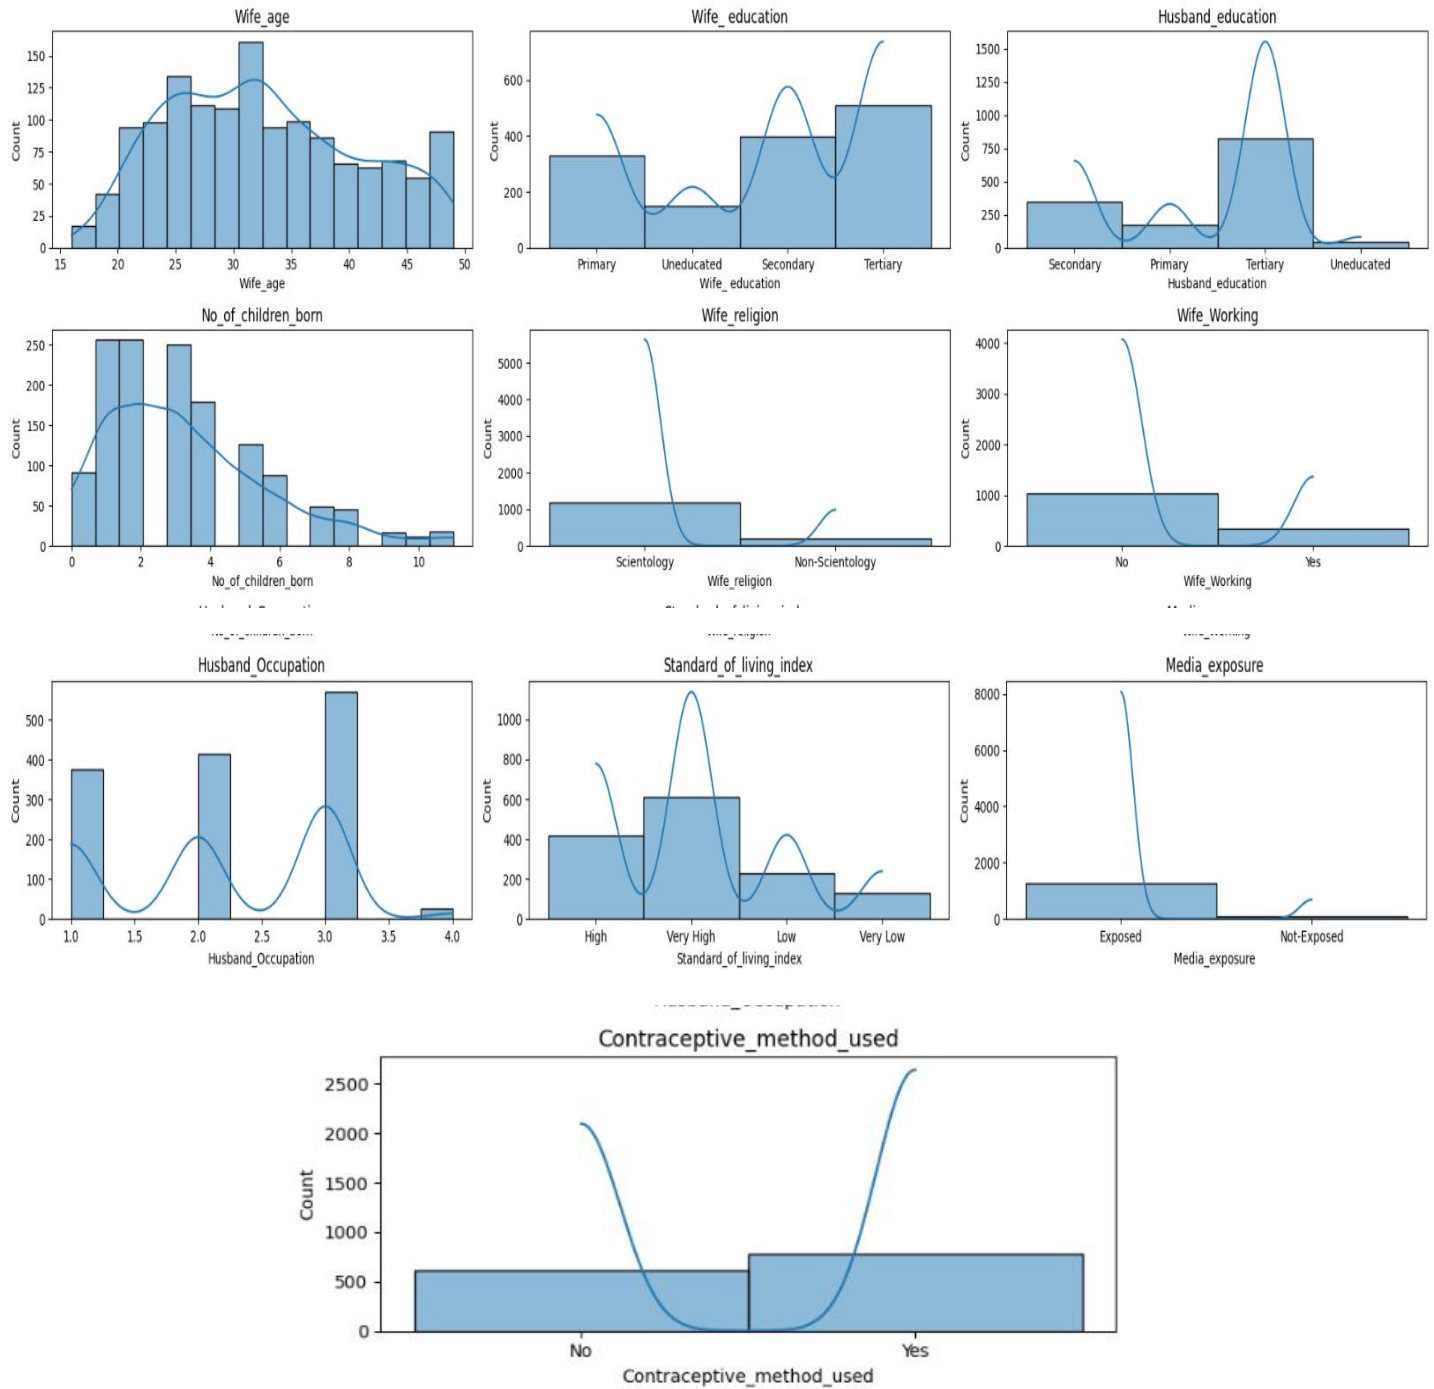 Wife_age Wife_ education Husband_education
150
125
100
75
50
25
0
Count
15 20 25 30 35 40 45 50
Wife_age
600
400
200
0
Count
Primary Uneducated Secondary Tertiary
Wife_ education
1500
1250
1000
750
500
250
0
Count
Secondary Primary Tertiary Uneducated
Husband_education
No_of_children_born Wife_religion Wife_Working
250
200
150
100
50
0
Count
0 2 4 6 8 10
No_of_children_born
5000
4000
3000
2000
1000
0
Count
Scientology Non-Scientology
Wife_religion
4000
3000
2000
1000
0
Count
No Yes
Wife_Working
Husband_Occupation Standard_of_living_index Media_exposure
500
400
300
200
100
0
Count
1.0 1.5 2.0 2.5 3.0 3.5 4.0
Husband_Occupation
1000
800
600
400
200
0
Count
High Very High Low Very Low
Standard_of_living_index
8000
6000
4000
2000
0
Count
Exposed Not-Exposed
Media_exposure
Contraceptive_method_used
2500
2000
1500
1000
500
0
Count
No Yes
Contraceptive_method_used